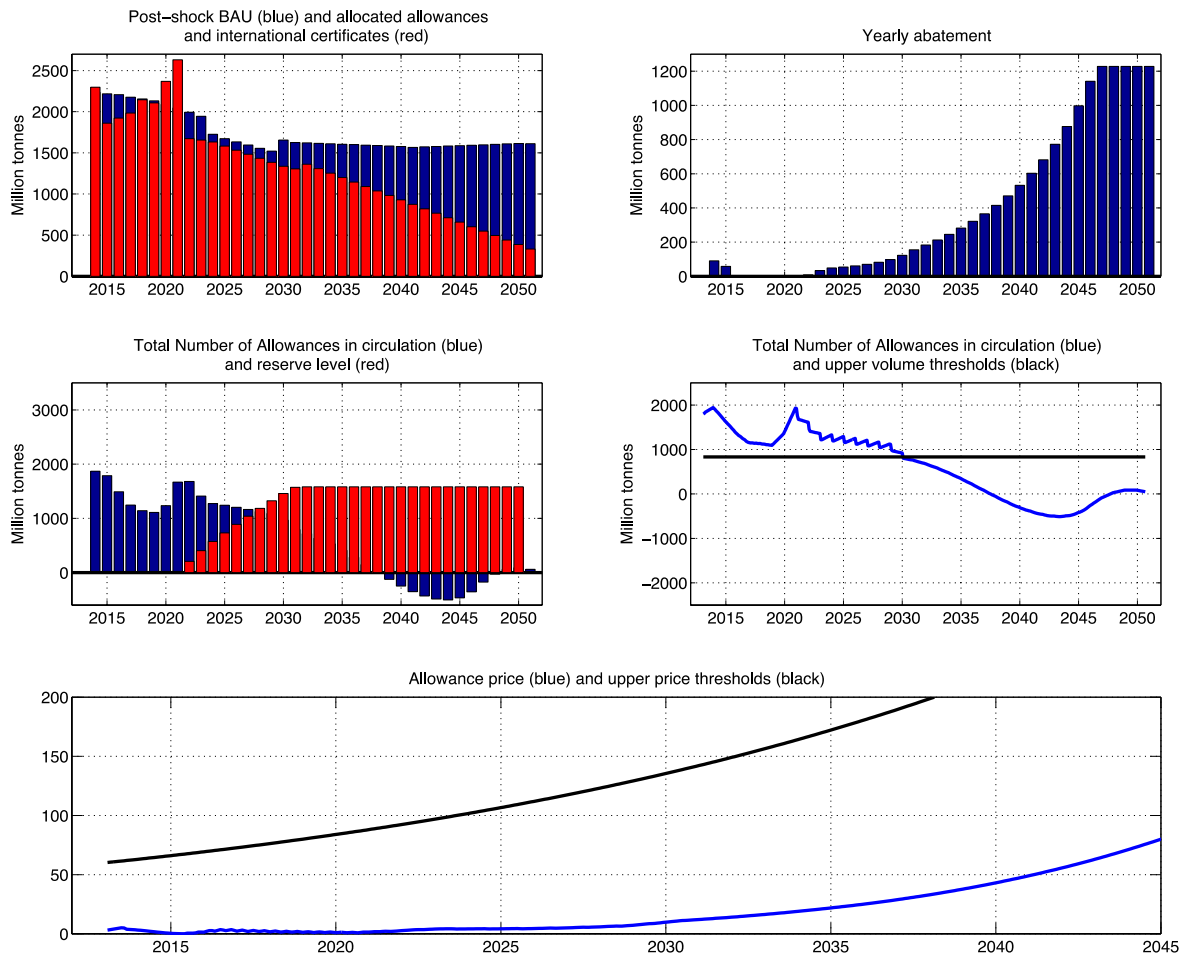 Post−shock BAU (blue) and allocated allowances
and international certificates (red)
Million tonnes
2500
2000
1500
1000
500
0
2015 2020 2025 2030 2035 2040 2045 2050
Yearly abatement
Million tonnes
1200
1000
800
600
400
200
0
2015 2020 2025 2030 2035 2040 2045 2050
Total Number of Allowances in circulation (blue)
and reserve level (red)
Million tonnes
3000
2000
1000
0
2015 2020 2025 2030 2035 2040 2045 2050
Total Number of Allowances in circulation (blue)
and upper volume thresholds (black)
Million tonnes
2000
1000
0
−1000
−2000
2015 2020 2025 2030 2035 2040 2045 2050
Allowance price (blue) and upper price thresholds (black)
200
150
100
50
0
2015 2020 2025 2030 2035 2040 2045